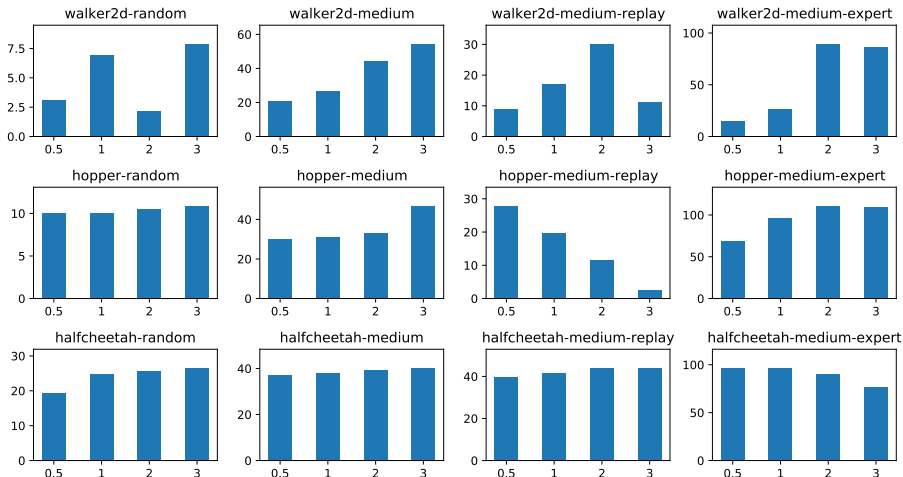 walker2d-random walker2d-medium walker2d-medium-replay walker2d-medium-expert
7.5 5.0 2.5 0.0
0.5 1 2 3
60 40 20 0
0.5 1 2 3
30 20 10 0
0.5 1 2 3
100 50 0
0.5 1 2 3
hopper-random hopper-medium hopper-medium-replay hopper-medium-expert
10 5 0
0.5 1 2 3
40 20 0
0.5 1 2 3
30 20 10 0
0.5 1 2 3
100 50 0
0.5 1 2 3
halfcheetah-random halfcheetah-medium halfcheetah-medium-replay halfcheetah-medium-expert
30 20 10 0
0.5 1 2 3
40 20 0
0.5 1 2 3
40 20 0
0.5 1 2 3
100 50 0
0.5 1 2 3